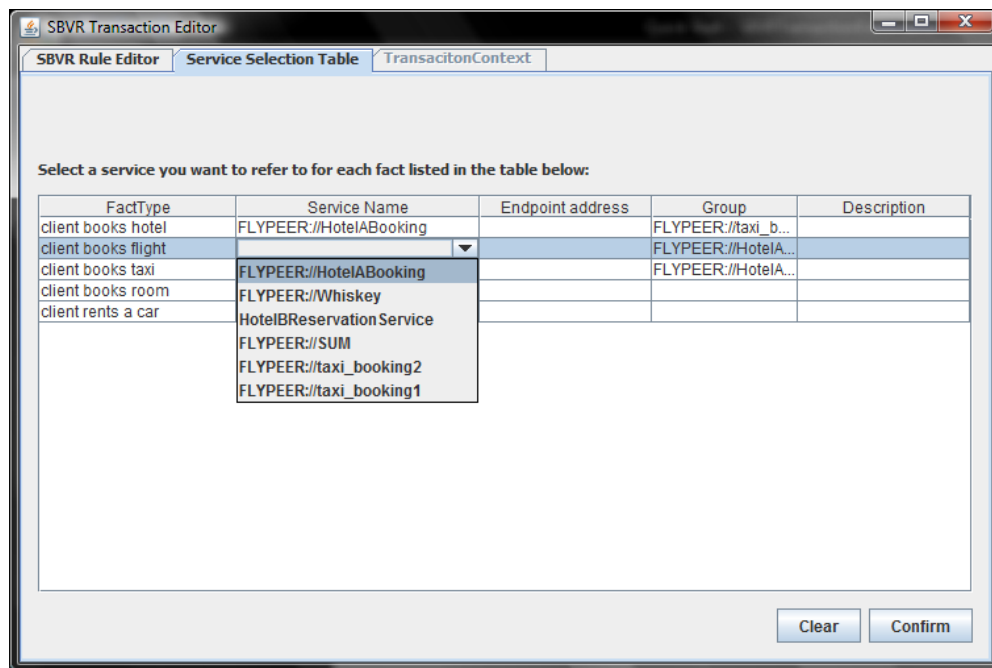 SBVR Transaction Editor
SBVR Rule Editor Service Selection Table TransacitonContext
Select a service you want to refer to for each fact listed in the table below:
FactType Service Name Endpoint address Group Description
client books hotel FLYPEER://HotelABooking FLYPEER://taxi_b...
client books flight FLYPEER://HotelA...
client books taxi FLYPEER://HotelA...
client books room
client rents a car
FLYPEER://HotelABooking
FLYPEER://Whiskey
HotelBReservationService
FLYPEER://SUM
FLYPEER://taxi_booking2
FLYPEER://taxi_booking1
Clear Confirm